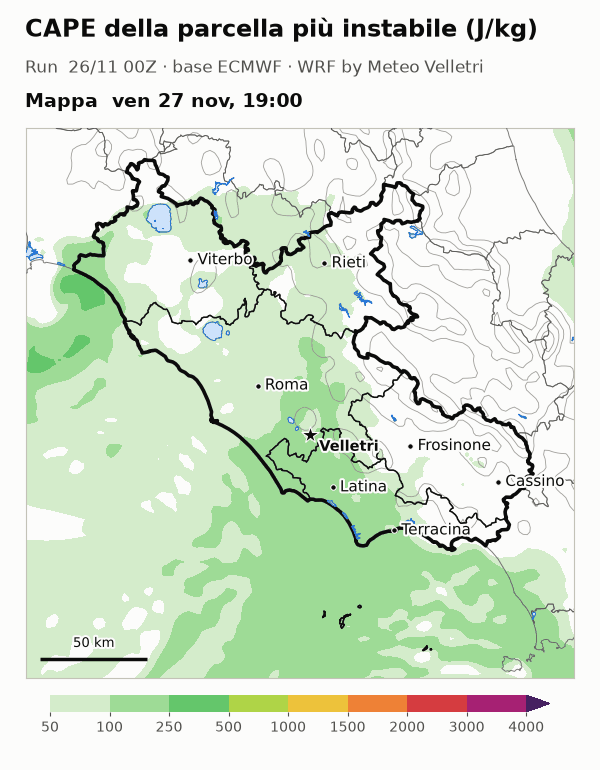 CAPE della parcella più instabile (J/kg)
Run 26/11 00Z · base ECMWF · WRF by Meteo Velletri
Mappa ven 27 nov, 19:00
Viterbo
Rieti
Roma
Velletri
Frosinone
Cassino
Latina
Terracina
50 km
50 100 250 500 1000 1500 2000 3000 4000